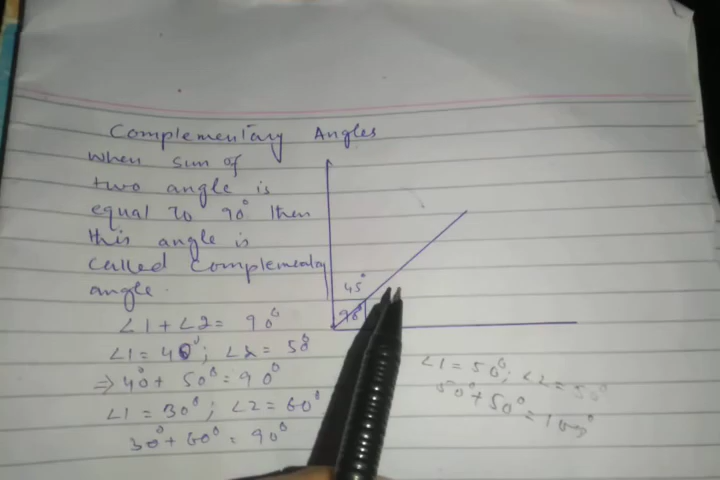 Complementary Angles
When sum of
two angle is
equal to 90° then
this angle is
called complementary
angle.
∠1 + ∠2 = 90°
∠1 = 40° ; ∠2 = 50°
⇒ 40° + 50° = 90°
∠1 = 30° ; ∠2 = 60°
30° + 60° = 90°
45°
90°
∠1 = 50° ; ∠2 = 50°
50° + 50° = 100°